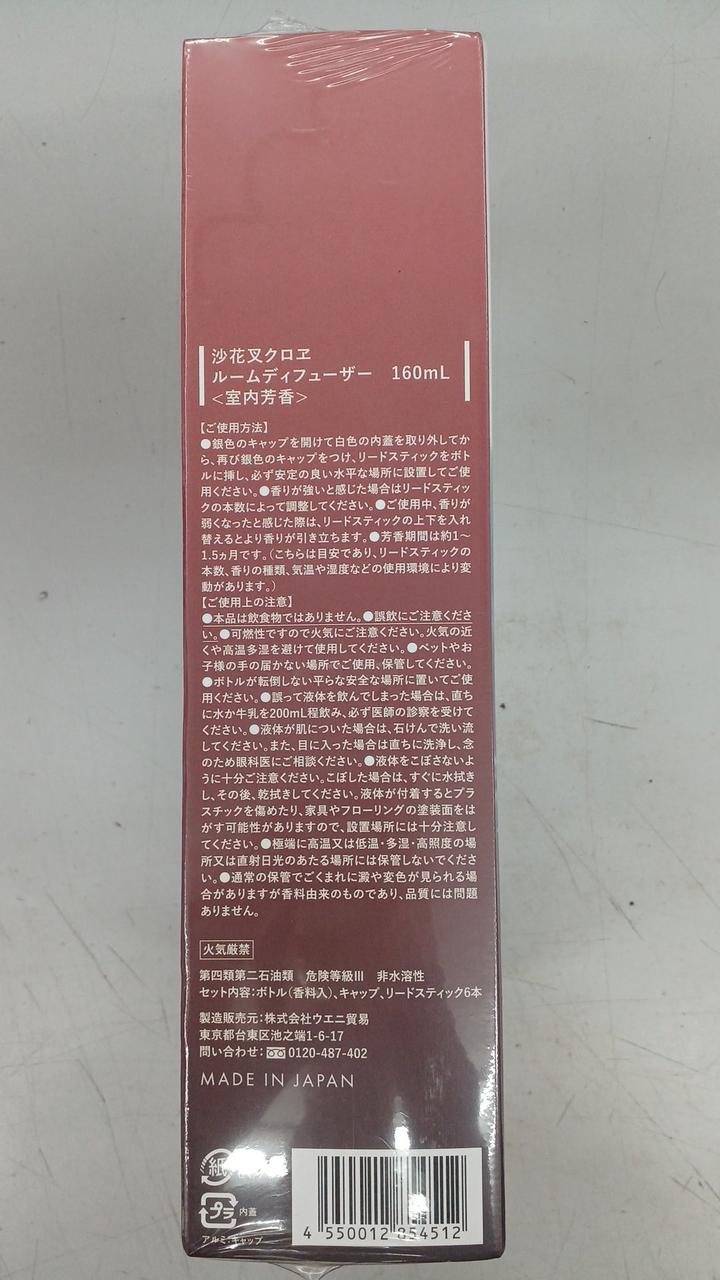 沙花叉クロヱ
ルームディフューザー 160mL
<室内芳香>
【ご使用方法】
●銀色のキャップを開けて白色の内蓋を取り外してか
ら、再び銀色のキャップをつけ、リードスティックをボト
ルに挿し、必ず安定の良い水平な場所に設置してご使
用ください。●香りが強いと感じた場合はリードスティッ
クの本数によって調整してください。●ご使用中、香りが
弱くなったと感じた際は、リードスティックの上下を入れ
替えるとより香りが引き立ちます。●芳香期間は約1〜
1.5ヵ月です。(こちらは目安であり、リードスティックの
本数、香りの種類、気温や湿度などの使用環境により変
動があります。)
【ご使用上の注意】
●本品は飲食物ではありません。●誤飲にご注意くださ
い。●可燃性ですので火気にご注意ください。火気の近
くや高温多湿を避けて使用してください。●ペットやお
子様の手の届かない場所でご使用、保管してください。
●ボトルが転倒しない平らな安全な場所に置いてご使
用ください。●誤って液体を飲んでしまった場合は、直ち
に水か牛乳を200mL程飲み、必ず医師の診察を受けて
ください。●液体が肌についた場合は、石けんで洗い流
してください。また、目に入った場合は直ちに洗浄し、念
のため眼科医にご相談ください。●液体をこぼさないよ
うに十分ご注意ください。こぼした場合は、すぐに水拭き
し、その後、乾拭きしてください。液体が付着するとプラ
スチックを傷めたり、家具やフローリングの塗装面をは
がす可能性がありますので、設置場所には十分注意し
てください。●極端に高温又は低温・多湿・高照度の場
所又は直射日光のあたる場所には保管しないでくださ
い。●通常の保管でごくまれに澱や変色が見られる場
合がありますが香料由来のものであり、品質には問題
ありません。
火気厳禁
第四類第二石油類 危険等級Ⅲ 非水溶性
セット内容:ボトル(香料入)、キャップ、リードスティック6本
製造販売元:株式会社ウエニ貿易
東京都台東区池之端1-6-17
問い合わせ:0120-487-402
MADE IN JAPAN
紙
プラ 内蓋
アルミ:キャップ
4 550012 854512